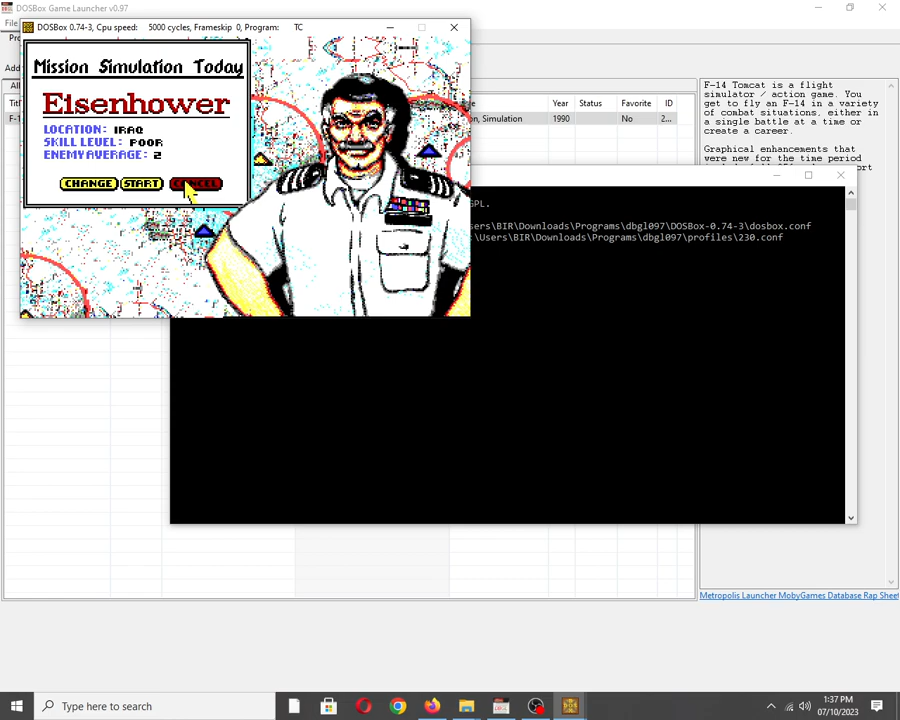 DOSBox Game Launcher v0.97
File
DOSBox 0.74-3, Cpu speed: 5000 cycles, Frameskip 0, Program: TC
Mission Simulation Today
Eisenhower
LOCATION: IRAQ
SKILL LEVEL: POOR
ENEMY AVERAGE: 2
CHANGE START CANCEL
Year Status Favorite ID
on, Simulation 1990 No 2...
F-14 Tomcat is a flight
simulator / action game. You
get to fly an F-14 in a variety
of combat situations, either in
a single battle at a time or
create a career.
Graphical enhancements that
were new for the time period
GPL.
sers\BIR\Downloads\Programs\dbgl097\DOSBox-0.74-3\dosbox.conf
:\Users\BIR\Downloads\Programs\dbgl097\profiles\230.conf
Metropolis Launcher MobyGames Database Rap Sheet
Type here to search
1:37 PM
07/10/2023